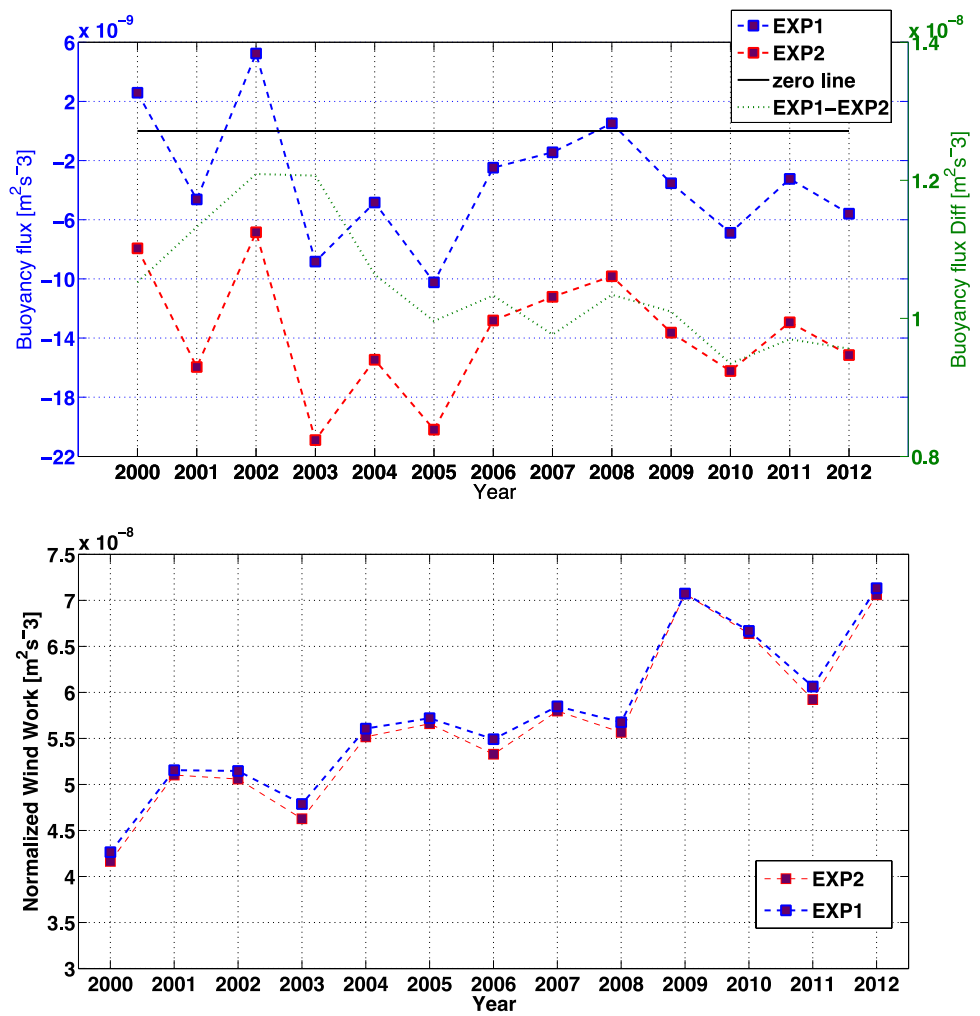 x 10⁻⁹
x 10⁻⁸
EXP1
EXP2
zero line
EXP1−EXP2
6
2
−2
−6
−10
−14
−18
−22
Buoyancy flux [m²s⁻3]
1.4
1.2
1
0.8
Buoyancy flux Diff [m²s⁻3]
2000 2001 2002 2003 2004 2005 2006 2007 2008 2009 2010 2011 2012
Year
x 10⁻⁸
7.5
7
6.5
6
5.5
5
4.5
4
3.5
3
Normalized Wind Work [m²s⁻3]
EXP2
EXP1
2000 2001 2002 2003 2004 2005 2006 2007 2008 2009 2010 2011 2012
Year